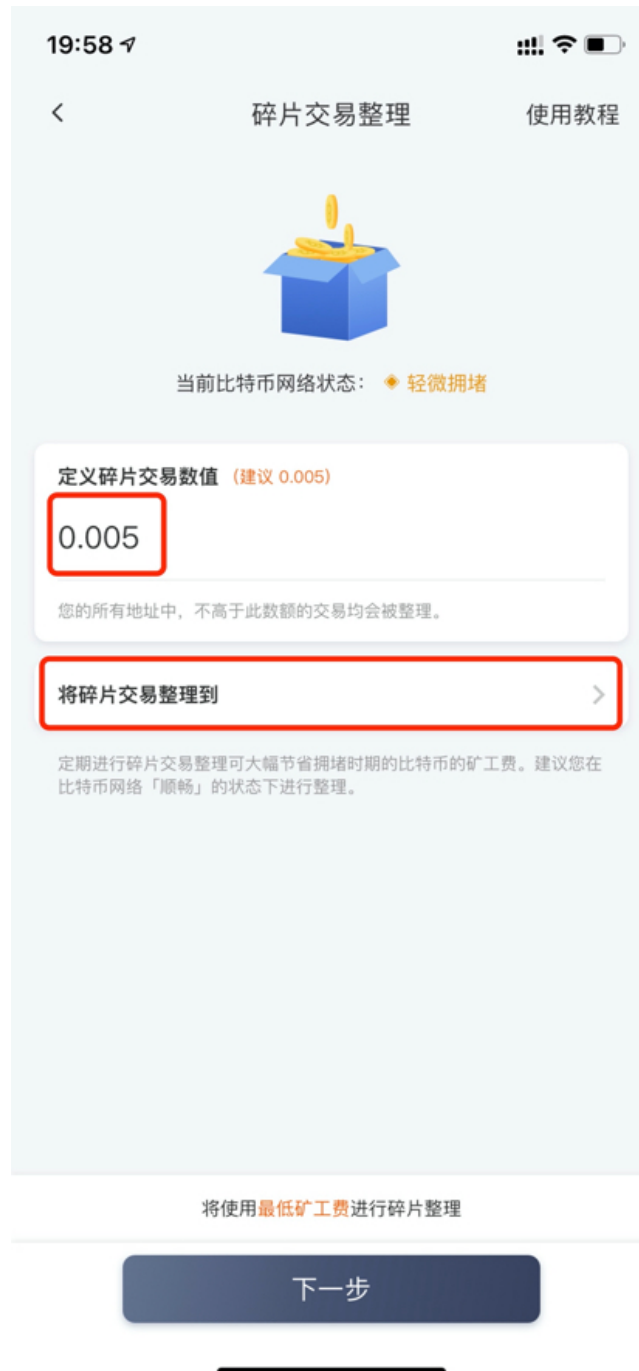 19:58
碎片交易整理
使用教程
当前比特币网络状态： 轻微拥堵
定义碎片交易数值 （建议 0.005）
0.005
您的所有地址中，不高于此数额的交易均会被整理。
将碎片交易整理到
定期进行碎片交易整理可大幅节省拥堵时期的比特币的矿工费。建议您在
比特币网络「顺畅」的状态下进行整理。
将使用最低矿工费进行碎片整理
下一步